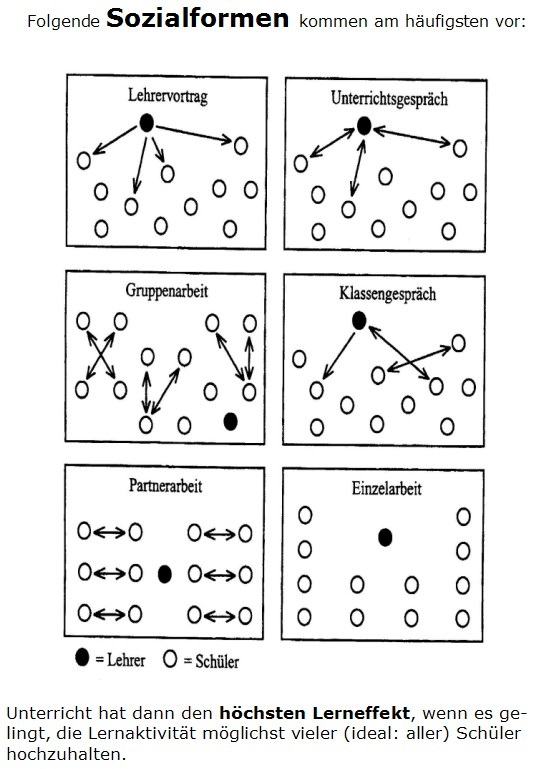 Folgende Sozialformen kommen am häufigsten vor:
Lehrervortrag
Unterrichtsgespräch
Gruppenarbeit
Klassengespräch
Partnerarbeit
Einzelarbeit
= Lehrer = Schüler
Unterricht hat dann den höchsten Lerneffekt, wenn es ge-
lingt, die Lernaktivität möglichst vieler (ideal: aller) Schüler
hochzuhalten.